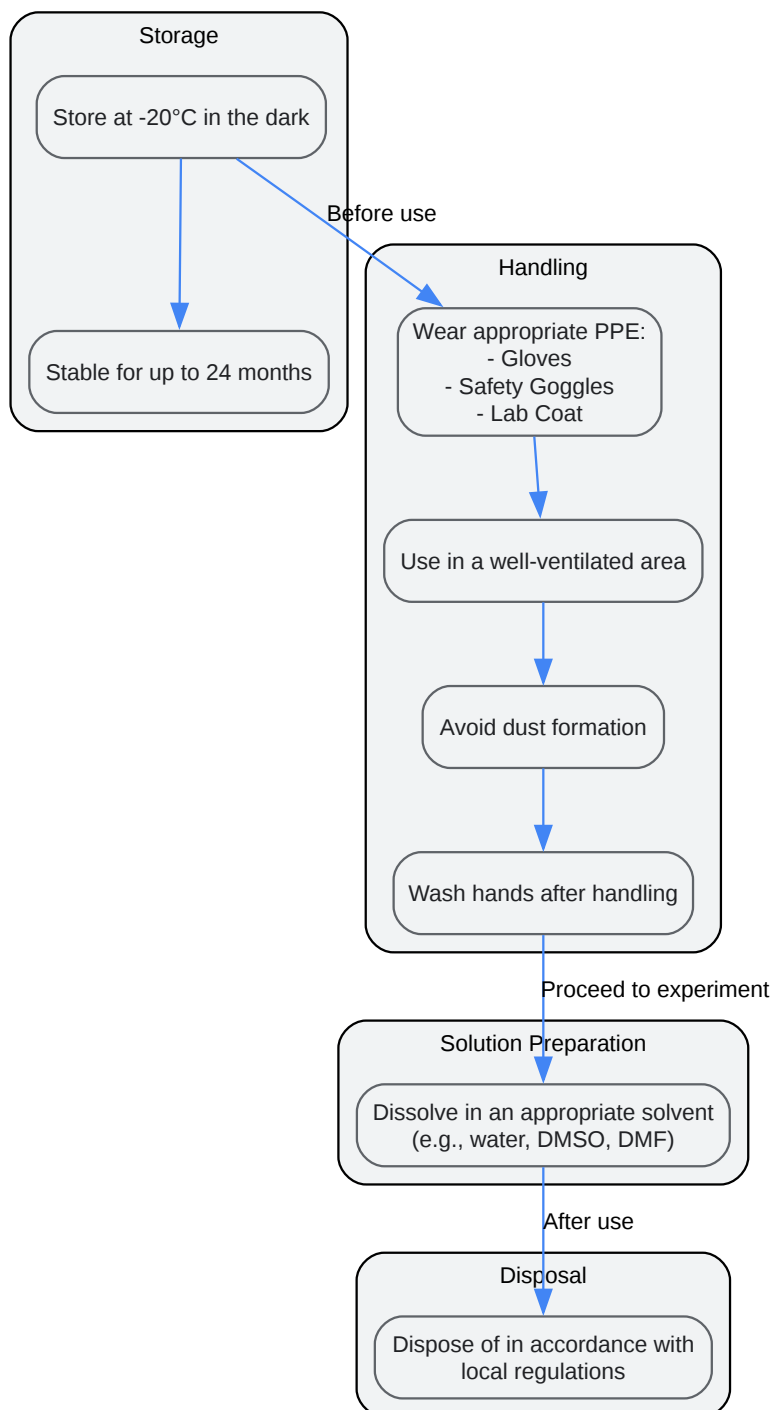 Storage
Store at -20°C in the dark
Before use
Stable for up to 24 months
Handling
Wear appropriate PPE:
- Gloves
- Safety Goggles
- Lab Coat
Use in a well-ventilated area
Avoid dust formation
Wash hands after handling
Proceed to experiment
Solution Preparation
Dissolve in an appropriate solvent
(e.g., water, DMSO, DMF)
After use
Disposal
Dispose of in accordance with
local regulations